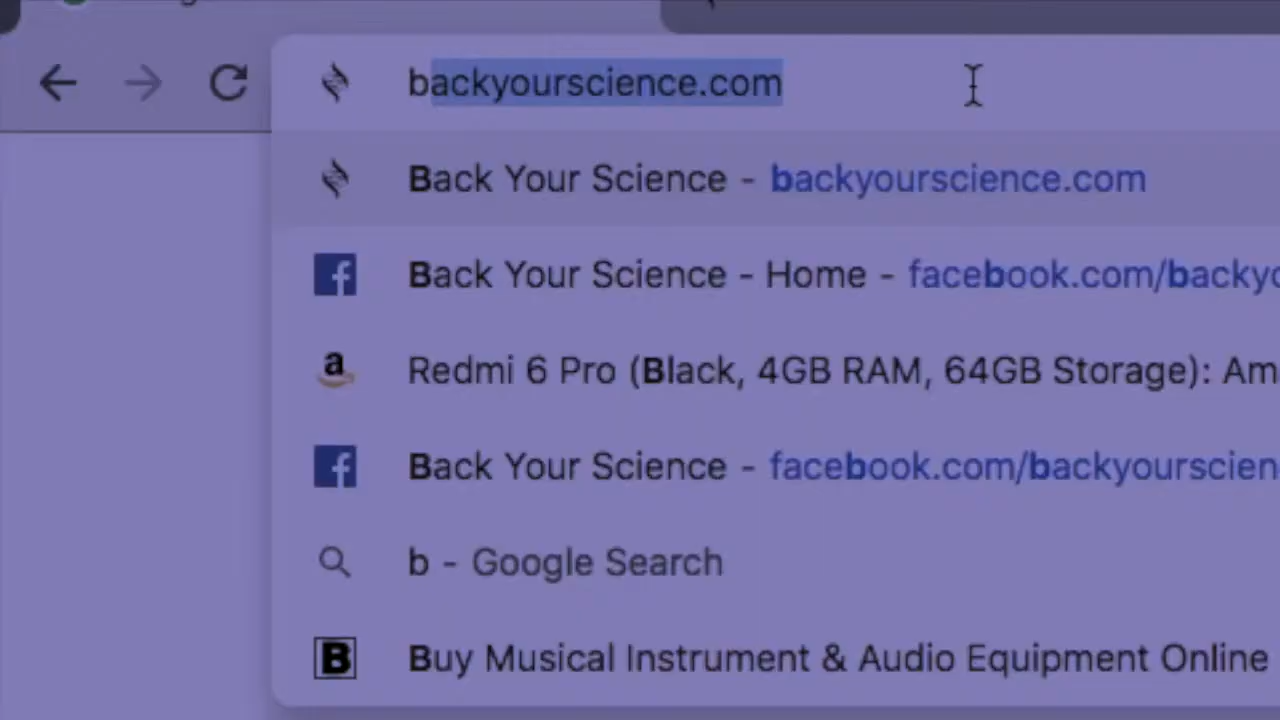 backyourscience.com
Back Your Science - backyourscience.com
Back Your Science - Home - facebook.com/backyo
a Redmi 6 Pro (Black, 4GB RAM, 64GB Storage): Am
Back Your Science - facebook.com/backyourscien
b - Google Search
B Buy Musical Instrument & Audio Equipment Online